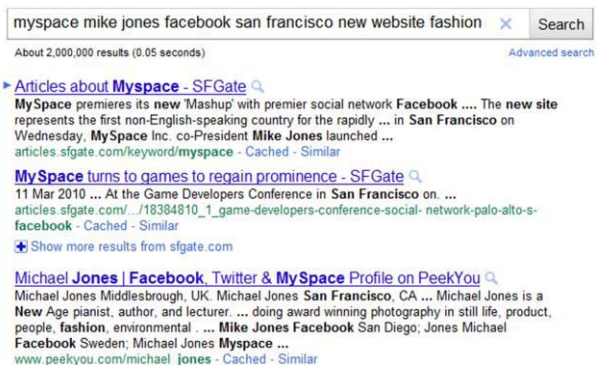 myspace mike jones facebook san francisco new website fashion × Search
About 2,000,000 results (0.05 seconds) Advanced search
Articles about Myspace - SFGate
MySpace premieres its new 'Mashup' with premier social network Facebook .... The new site
represents the first non-English-speaking country for the rapidly ... in San Francisco on
Wednesday, MySpace Inc. co-President Mike Jones launched ...
articles.sfgate.com/keyword/myspace - Cached - Similar
MySpace turns to games to regain prominence - SFGate
11 Mar 2010 ... At the Game Developers Conference in San Francisco on. ...
articles.sfgate.com/.../18384810_1_game-developers-conference-social- network-palo-alto-s-
facebook - Cached - Similar
Show more results from sfgate.com
Michael Jones | Facebook, Twitter & MySpace Profile on PeekYou
Michael Jones Middlesbrough, UK. Michael Jones San Francisco, CA ... Michael Jones is a
New Age pianist, author, and lecturer. ... doing award winning photography in still life, product,
people, fashion, environmental . ... Mike Jones Facebook San Diego; Jones Michael
Facebook Sweden; Michael Jones Myspace ...
www.peekyou.com/michael_jones - Cached - Similar